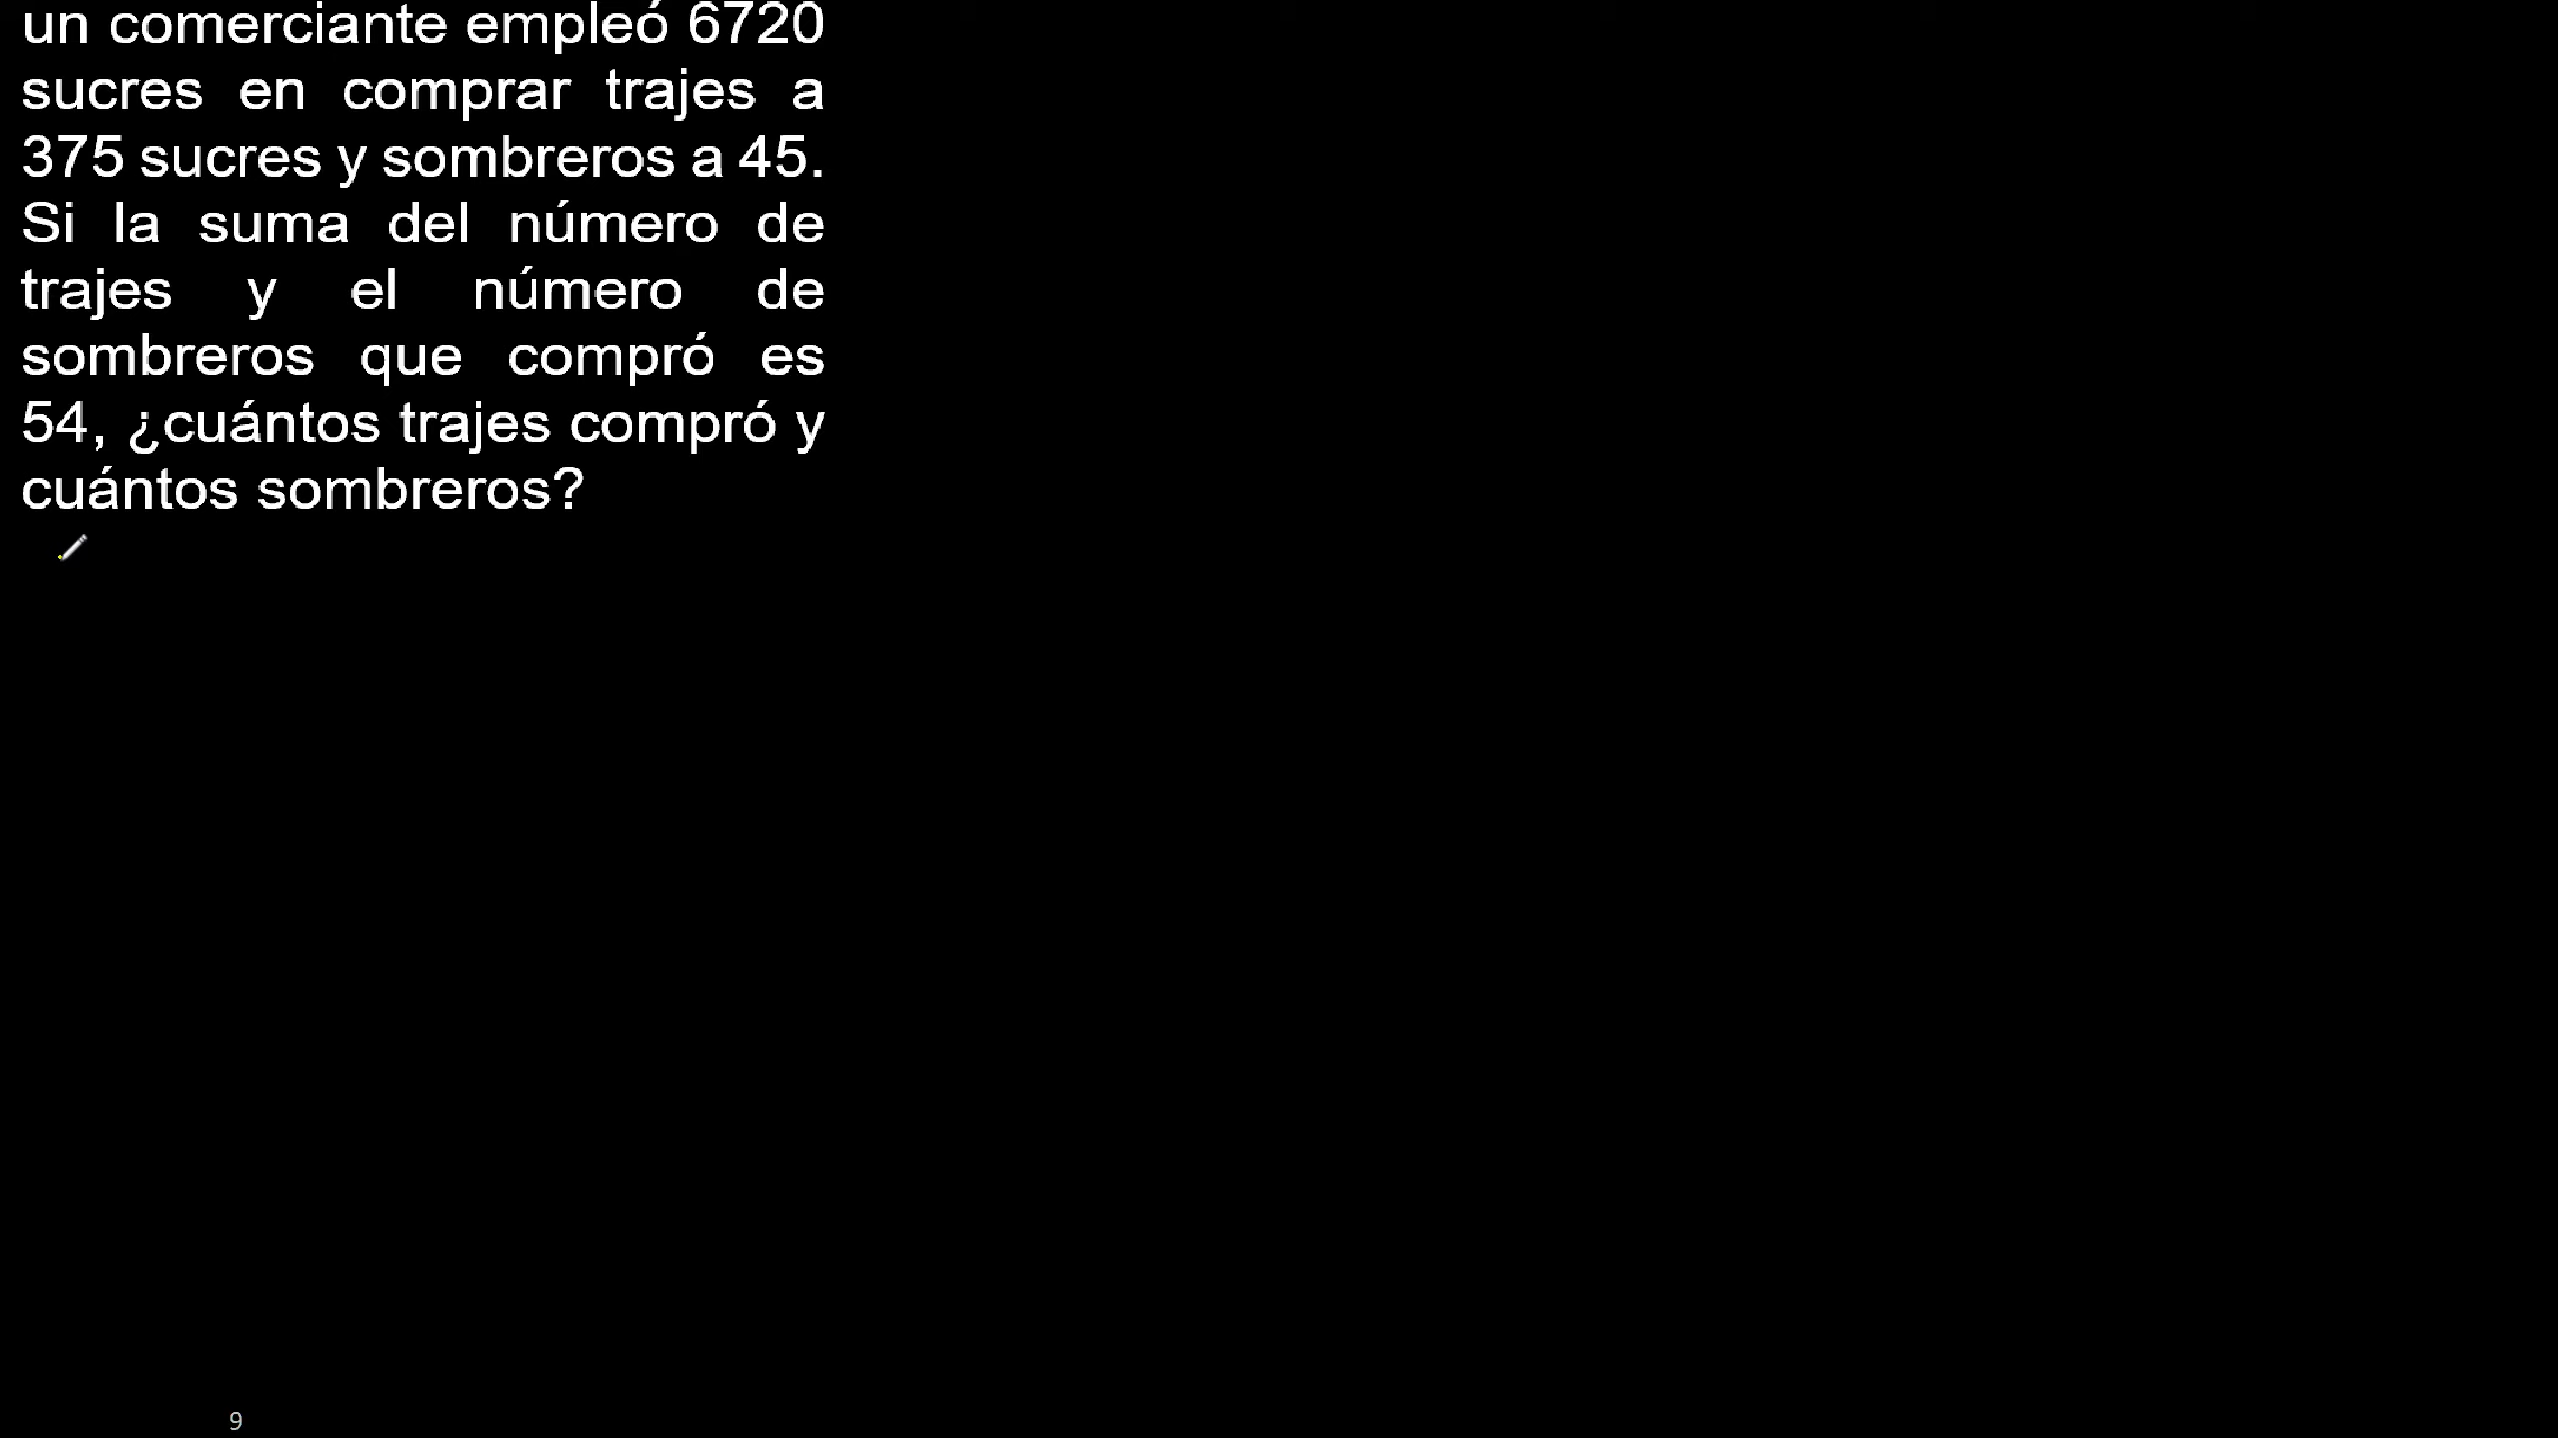 un comerciante empleó 6720
sucres en comprar trajes a
375 sucres y sombreros a 45.
Si la suma del número de
trajes y el número de
sombreros que compró es
54, ¿cuántos trajes compró y
cuántos sombreros?
9